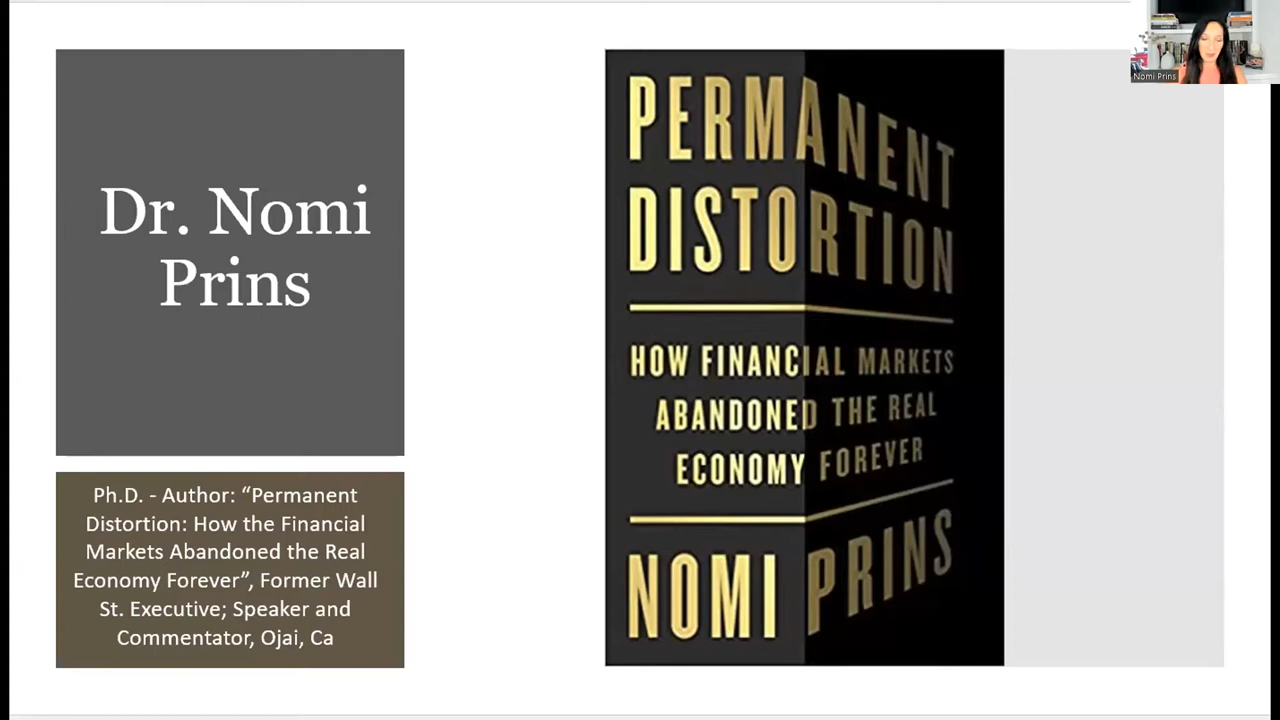 Dr. Nomi
Prins
Ph.D. - Author: “Permanent
Distortion: How the Financial
Markets Abandoned the Real
Economy Forever”, Former Wall
St. Executive; Speaker and
Commentator, Ojai, Ca
PERMANENT
DISTORTION
HOW FINANCIAL MARKETS
ABANDONED THE REAL
ECONOMY FOREVER
NOMI PRINS
Nomi Prins